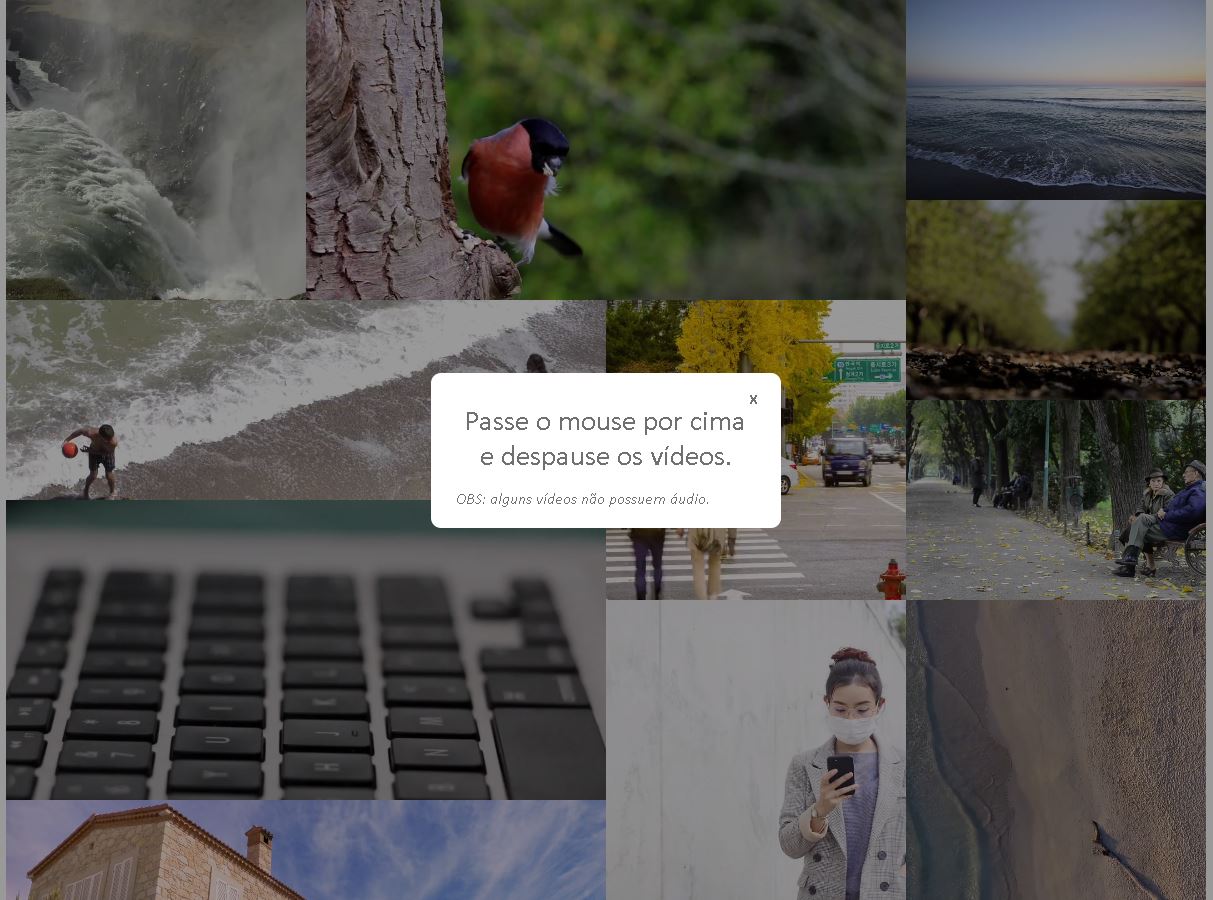 x
Passe o mouse por cima
e despause os vídeos.
OBS: alguns vídeos não possuem áudio.